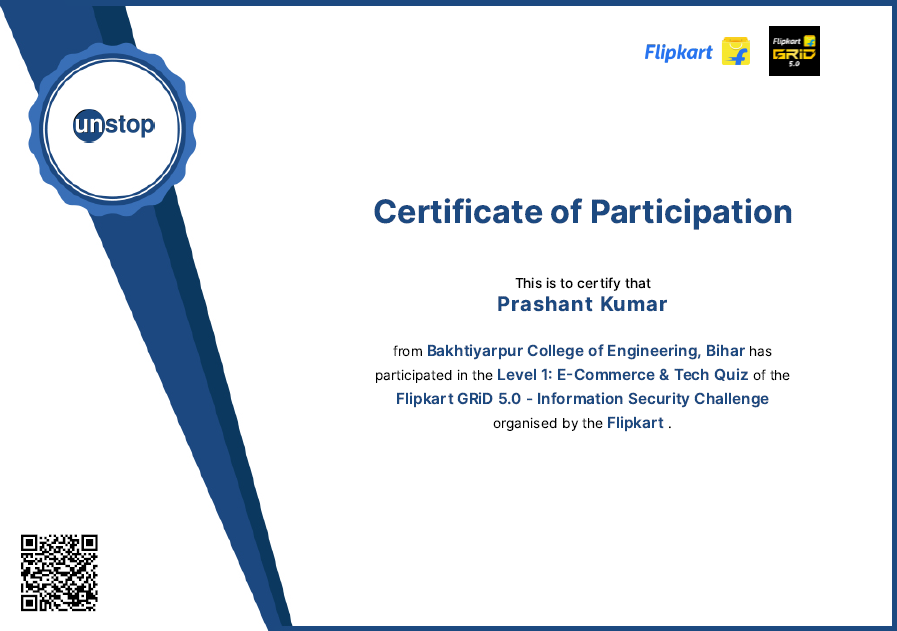 unstop
Flipkart
Flipkart
GRiD
5.0
Certificate of Participation
This is to certify that
Prashant Kumar
from Bakhtiyarpur College of Engineering, Bihar has
participated in the Level 1: E-Commerce & Tech Quiz of the
Flipkart GRiD 5.0 - Information Security Challenge
organised by the Flipkart .